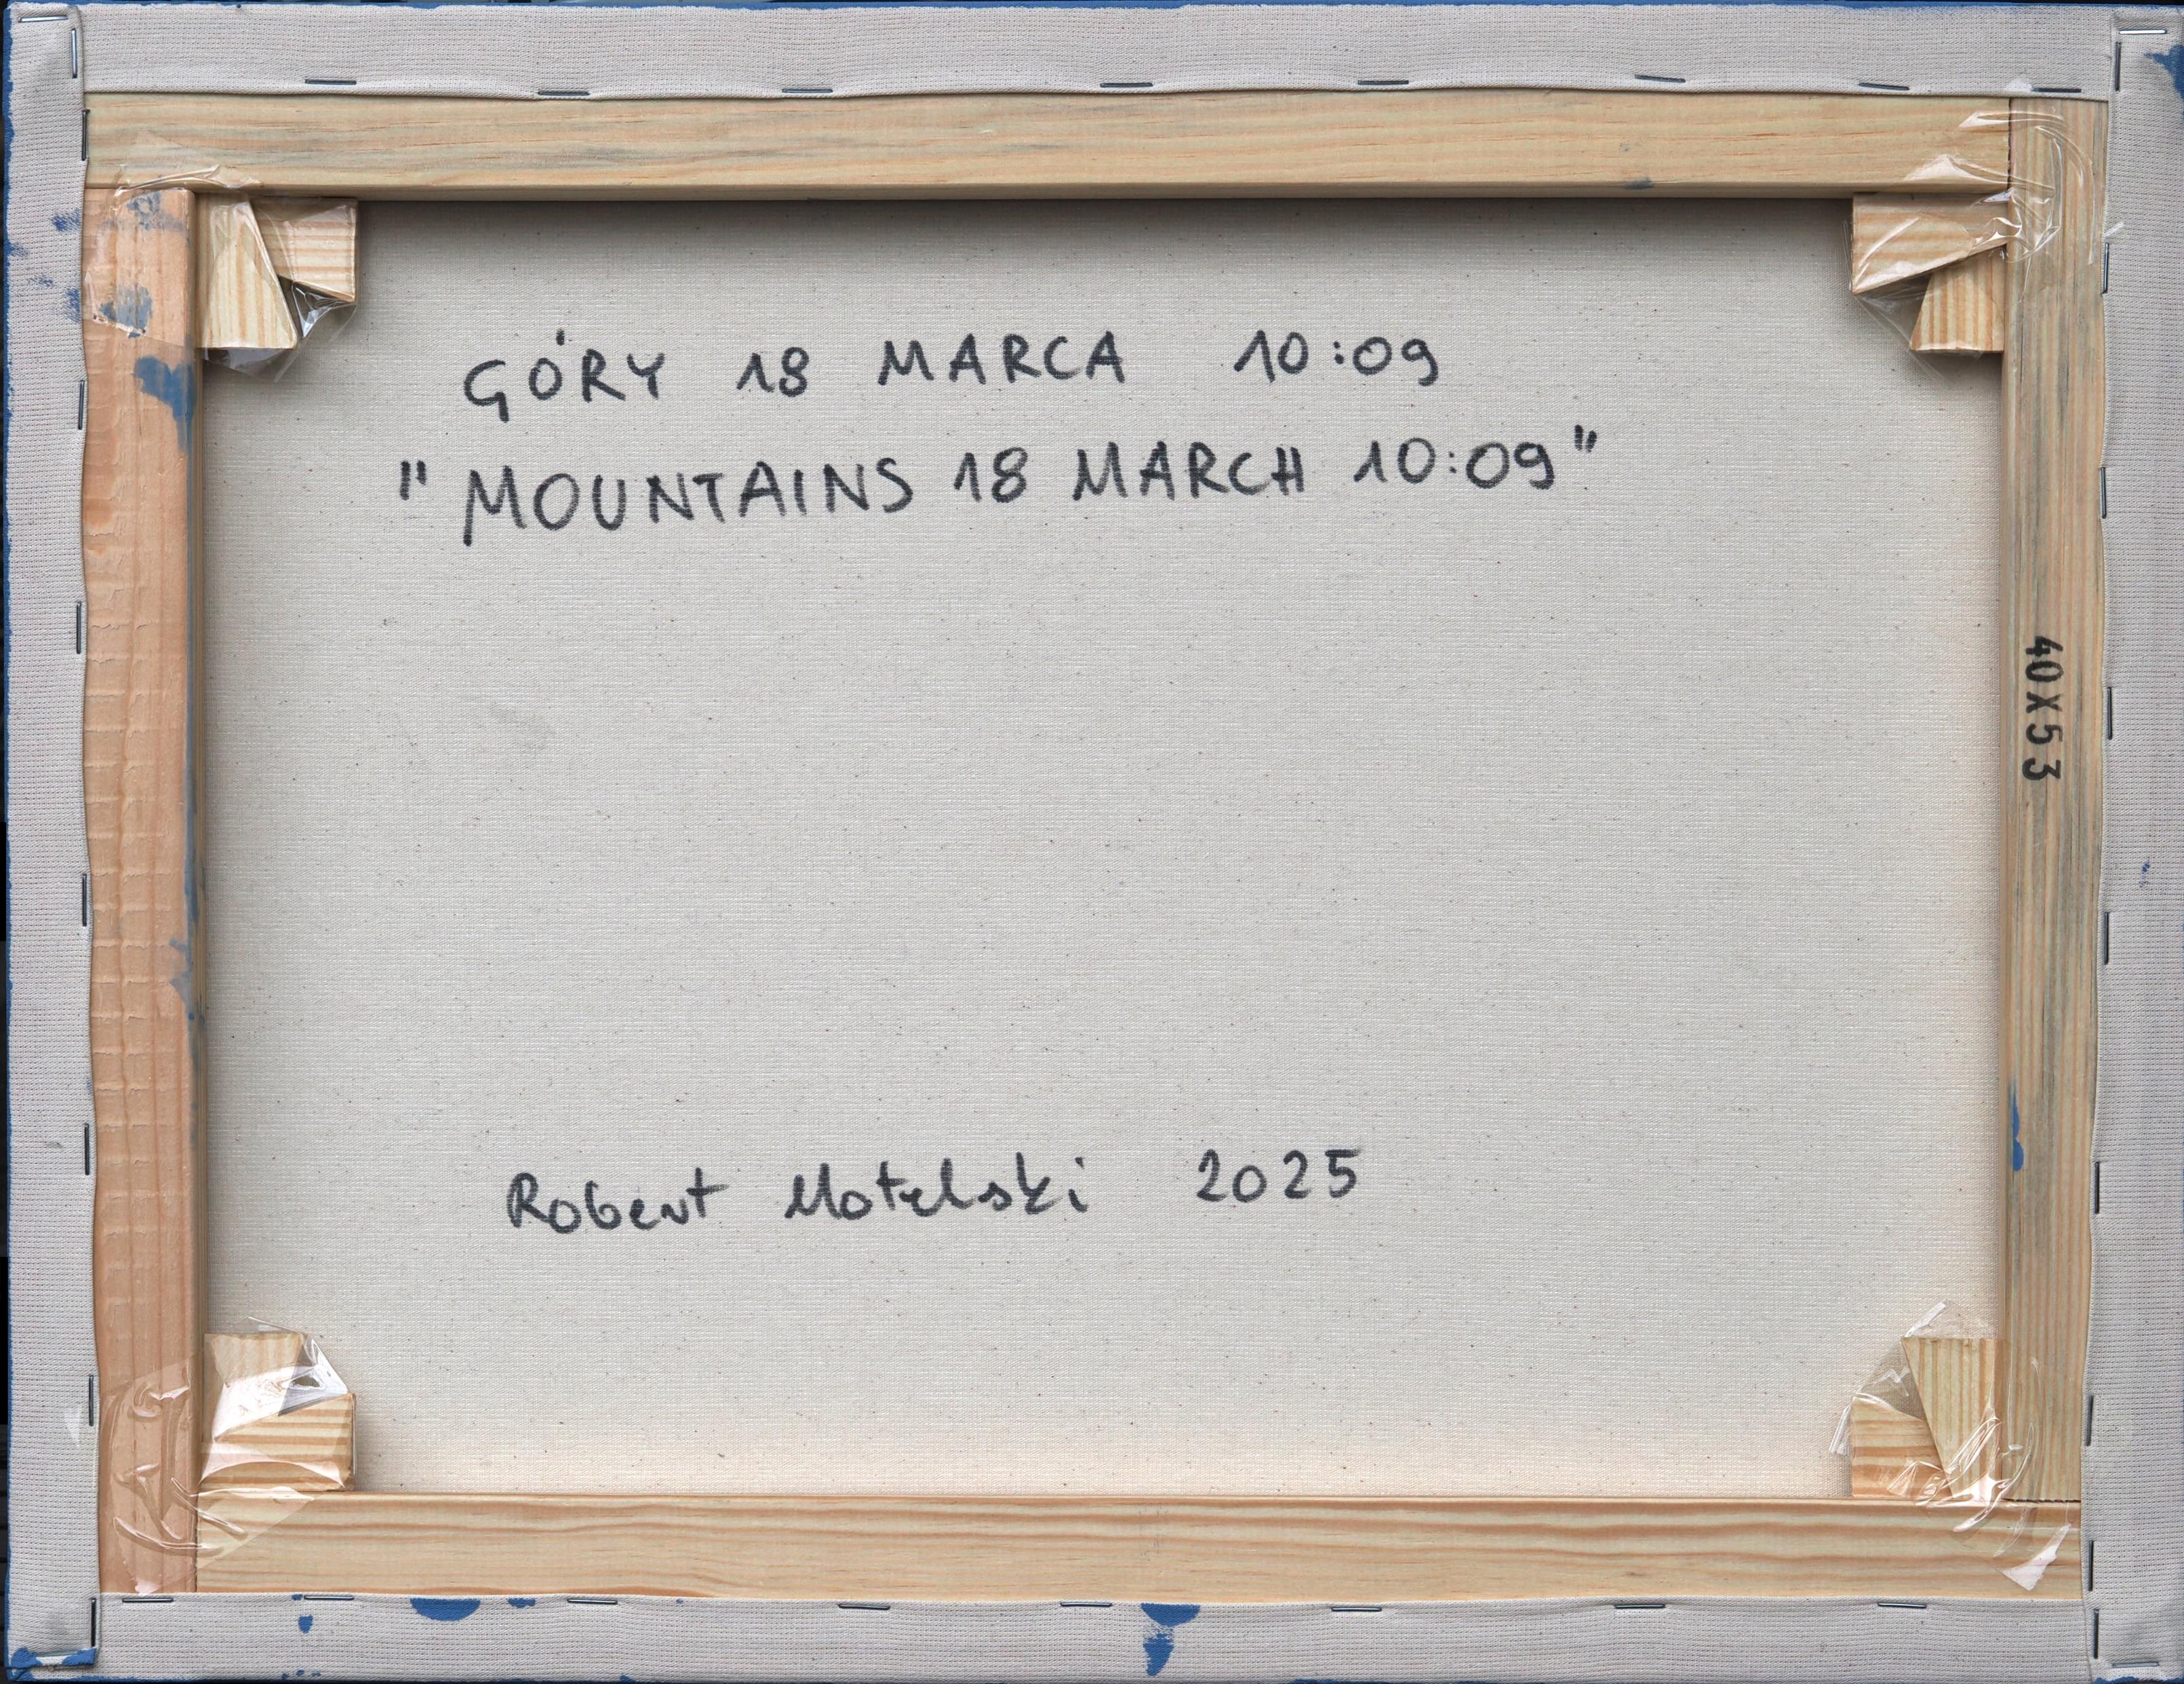 GÓRY 18 MARCA 10:09
"MOUNTAINS 18 MARCH 10:09"
40X53
Robert Motelski 2025